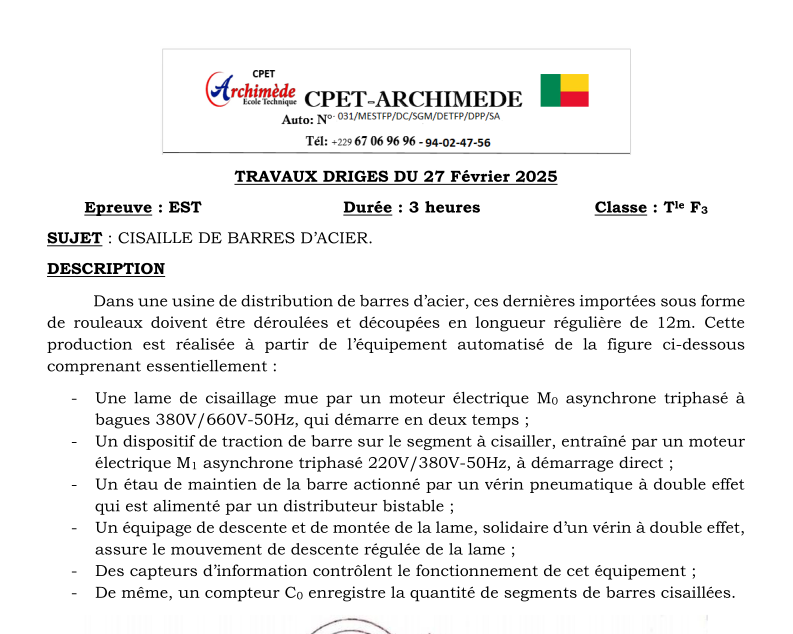 CPET
Archimède
Ecole Technique
CPET-ARCHIMEDE
Auto: Nº· 031/MESTFP/DC/SGM/DETFP/DPP/SA
Tél: +229 67 06 96 96 - 94-02-47-56
TRAVAUX DRIGES DU 27 Février 2025
Epreuve : EST Durée : 3 heures Classe : Tˡᵉ F₃
SUJET : CISAILLE DE BARRES D’ACIER.
DESCRIPTION
Dans une usine de distribution de barres d’acier, ces dernières importées sous forme
de rouleaux doivent être déroulées et découpées en longueur régulière de 12m. Cette
production est réalisée à partir de l’équipement automatisé de la figure ci-dessous
comprenant essentiellement :
- Une lame de cisaillage mue par un moteur électrique M₀ asynchrone triphasé à
bagues 380V/660V-50Hz, qui démarre en deux temps ;
- Un dispositif de traction de barre sur le segment à cisailler, entraîné par un moteur
électrique M₁ asynchrone triphasé 220V/380V-50Hz, à démarrage direct ;
- Un étau de maintien de la barre actionné par un vérin pneumatique à double effet
qui est alimenté par un distributeur bistable ;
- Un équipage de descente et de montée de la lame, solidaire d’un vérin à double effet,
assure le mouvement de descente régulée de la lame ;
- Des capteurs d’information contrôlent le fonctionnement de cet équipement ;
- De même, un compteur C₀ enregistre la quantité de segments de barres cisaillées.